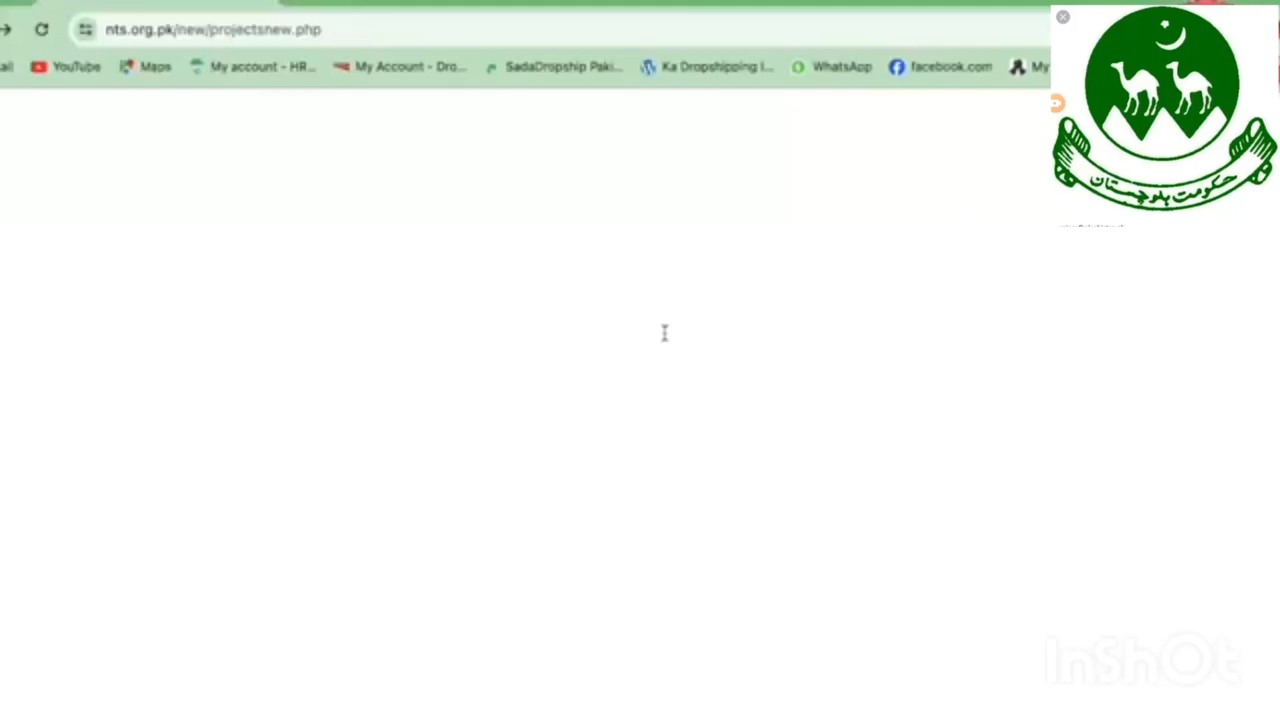 nts.org.pk/new/projectsnew.php
ail YouTube Maps My account - HR... My Account - Dro... SadaDropship Paki... Ka Dropshipping I... WhatsApp facebook.com My
حکومت بلوچستان
InShOt